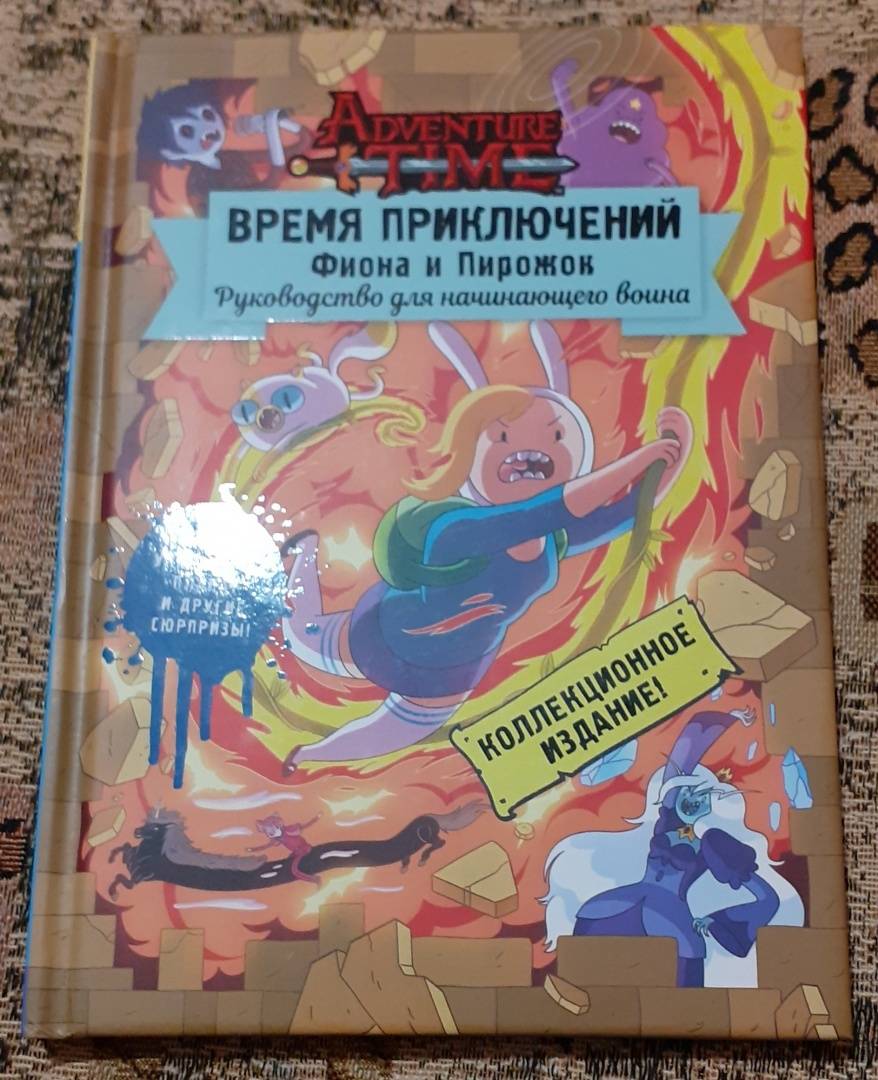 ADVENTURE
TIME
ВРЕМЯ ПРИКЛЮЧЕНИЙ
Фиона и Пирожок
Руководство для начинающего воина
И ДРУГИЕ
СЮРПРИЗЫ!
КОЛЛЕКЦИОННОЕ
ИЗДАНИЕ!